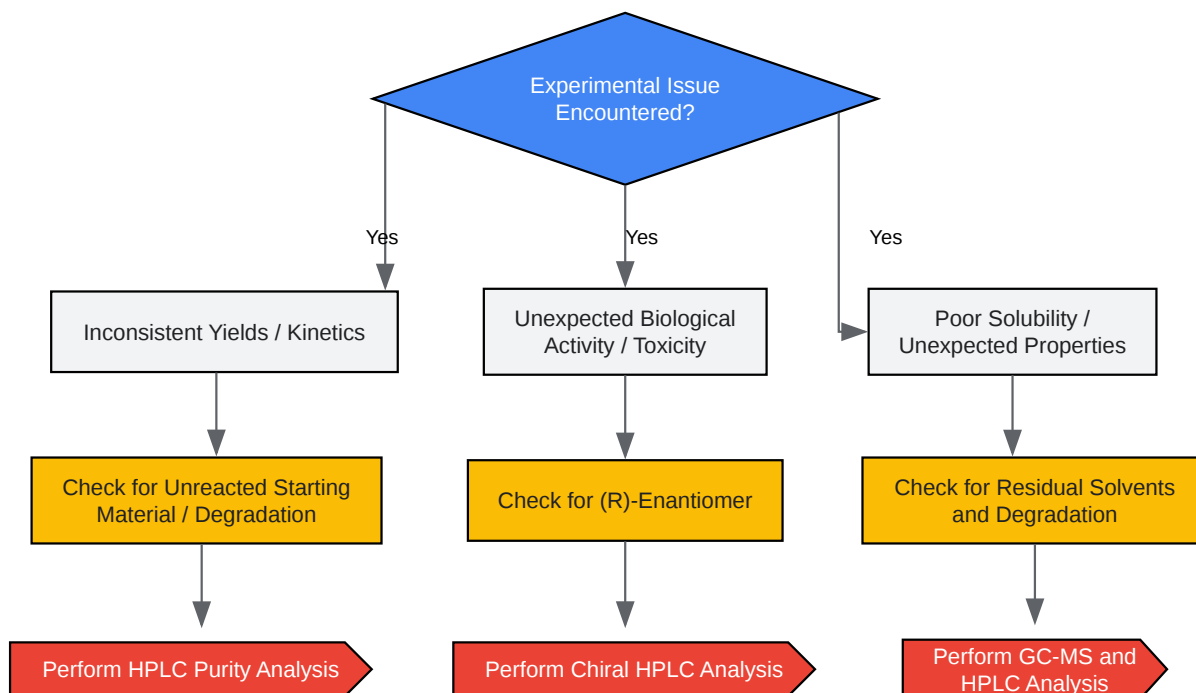 Experimental Issue
Encountered?
Yes
Yes
Yes
Inconsistent Yields / Kinetics
Unexpected Biological
Activity / Toxicity
Poor Solubility /
Unexpected Properties
Check for Unreacted Starting
Material / Degradation
Check for (R)-Enantiomer
Check for Residual Solvents
and Degradation
Perform HPLC Purity Analysis
Perform Chiral HPLC Analysis
Perform GC-MS and
HPLC Analysis